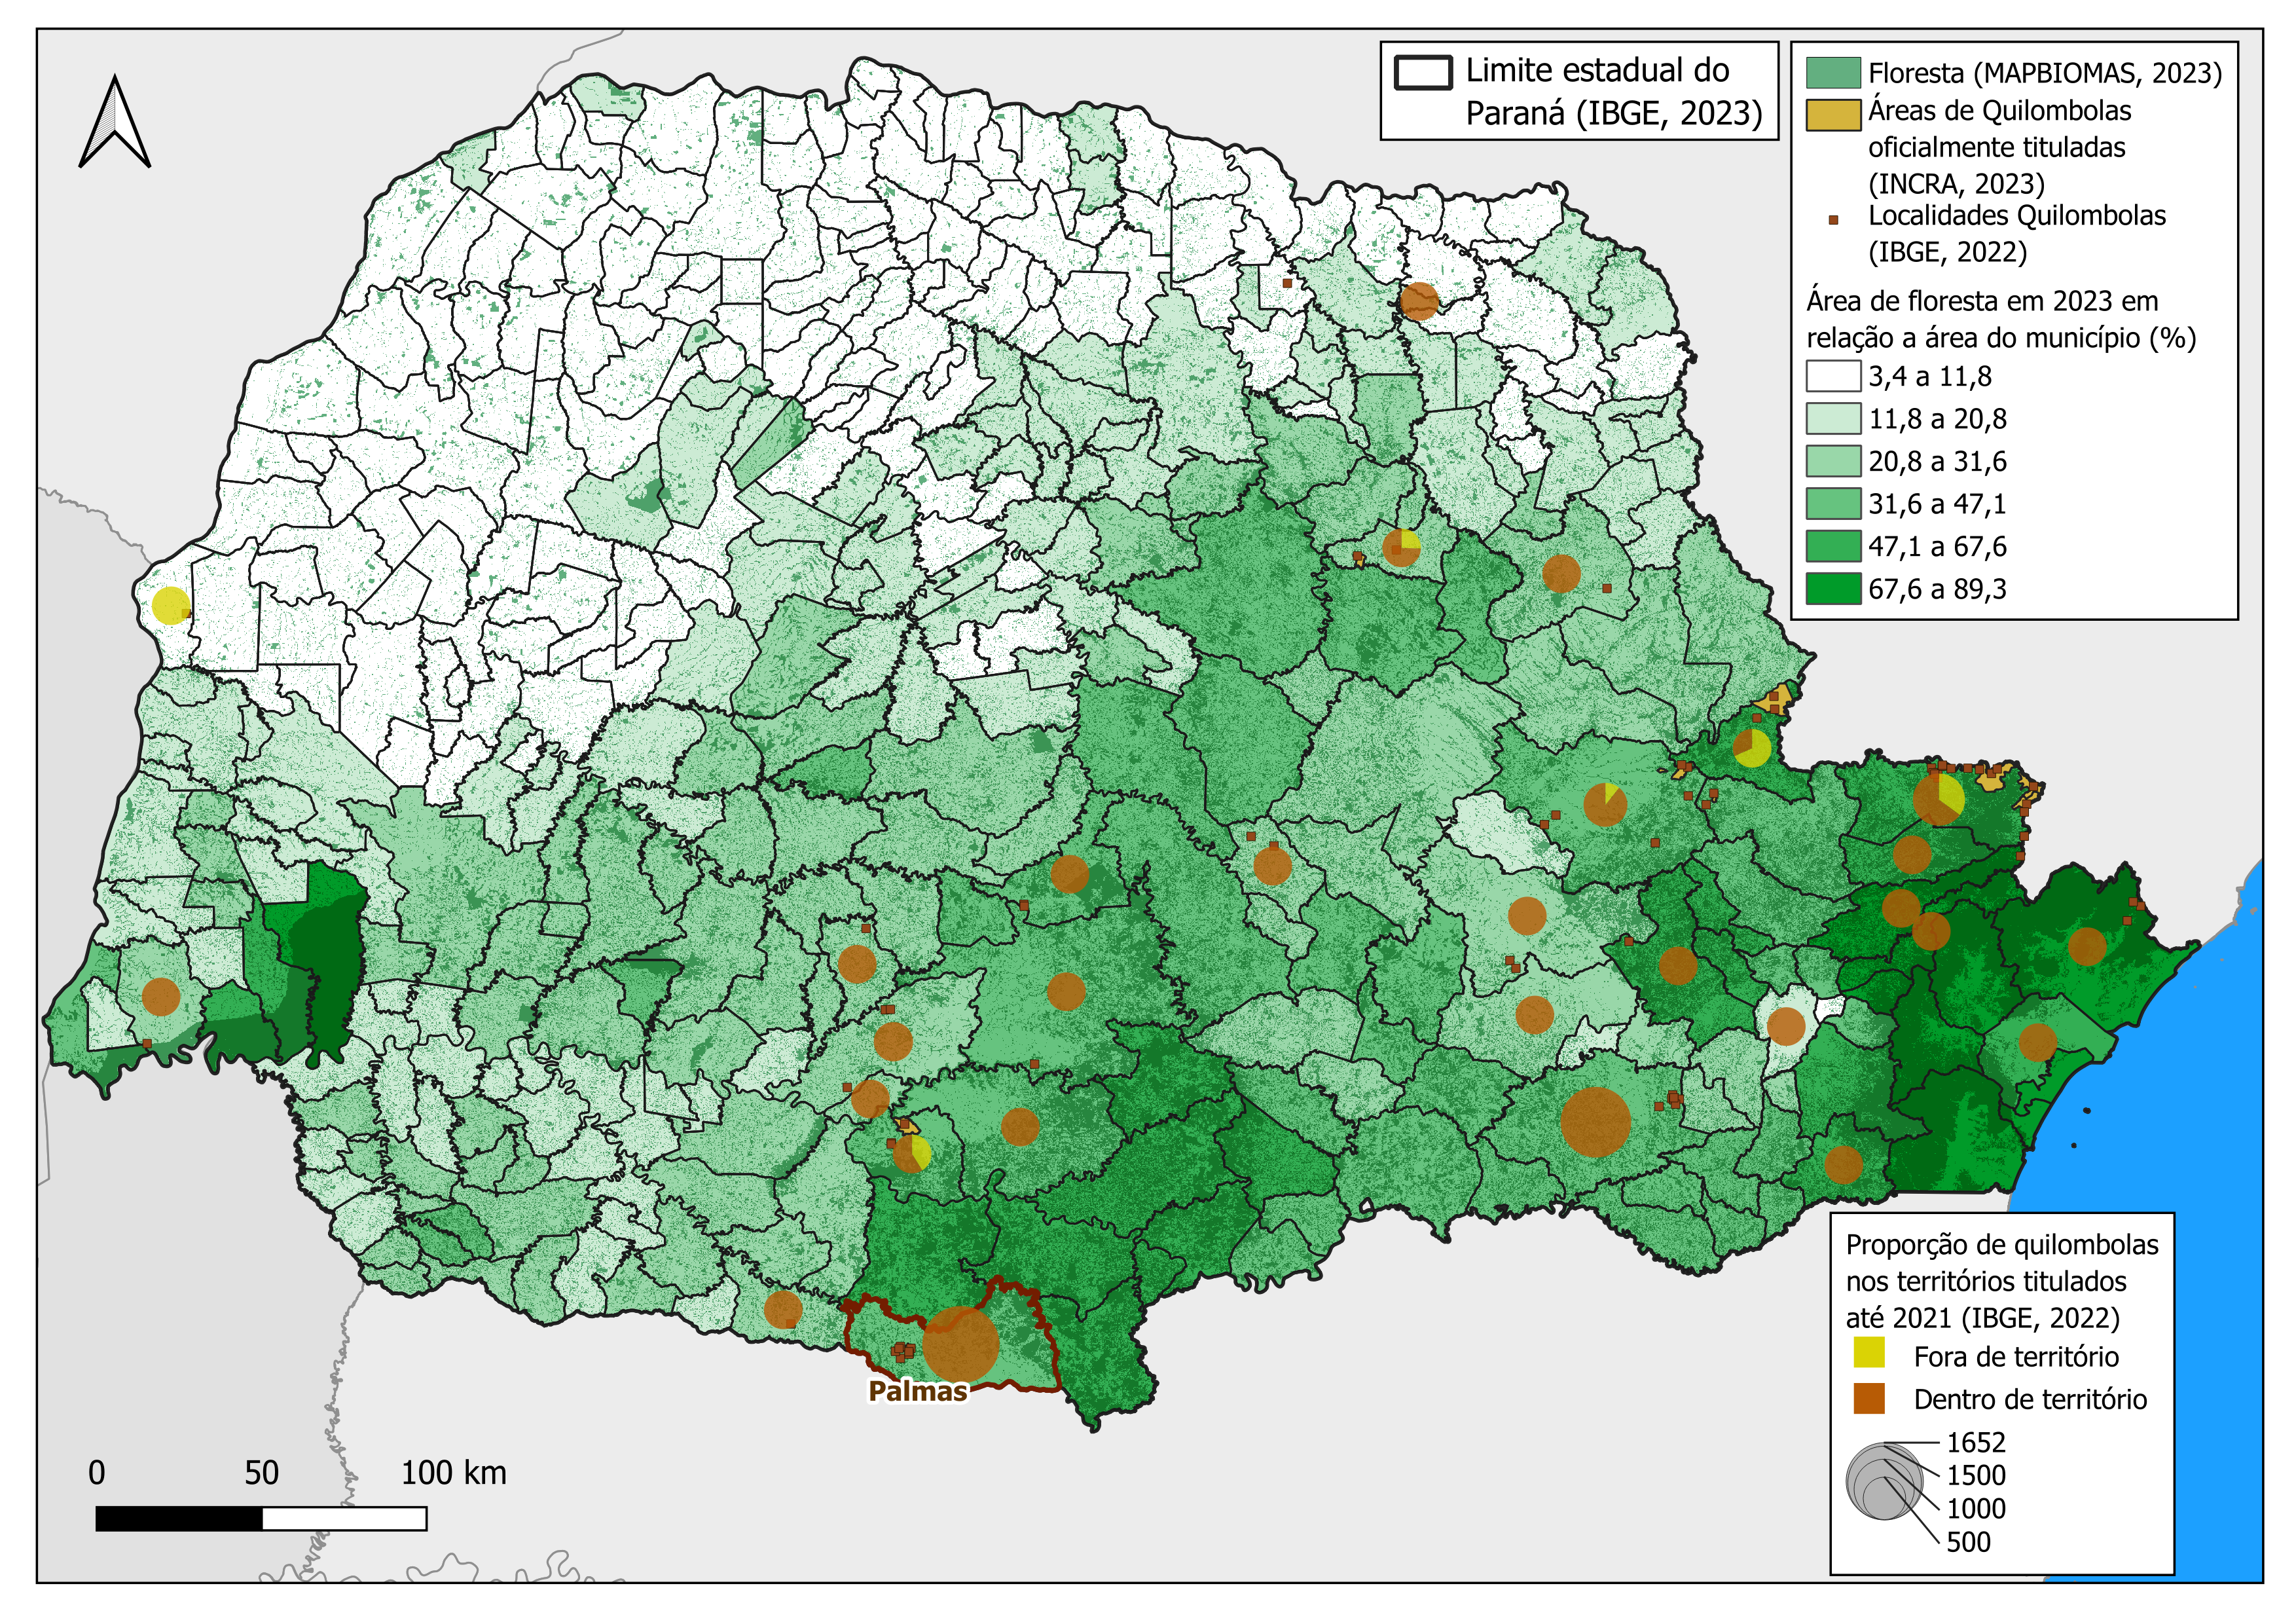 Limite estadual do
Paraná (IBGE, 2023)
Floresta (MAPBIOMAS, 2023)
Áreas de Quilombolas
oficialmente tituladas
(INCRA, 2023)
Localidades Quilombolas
(IBGE, 2022)
Área de floresta em 2023 em
relação a área do município (%)
3,4 a 11,8
11,8 a 20,8
20,8 a 31,6
31,6 a 47,1
47,1 a 67,6
67,6 a 89,3
Palmas
Proporção de quilombolas
nos territórios titulados
até 2021 (IBGE, 2022)
Fora de território
Dentro de território
1652
1500
1000
500
0 50 100 km